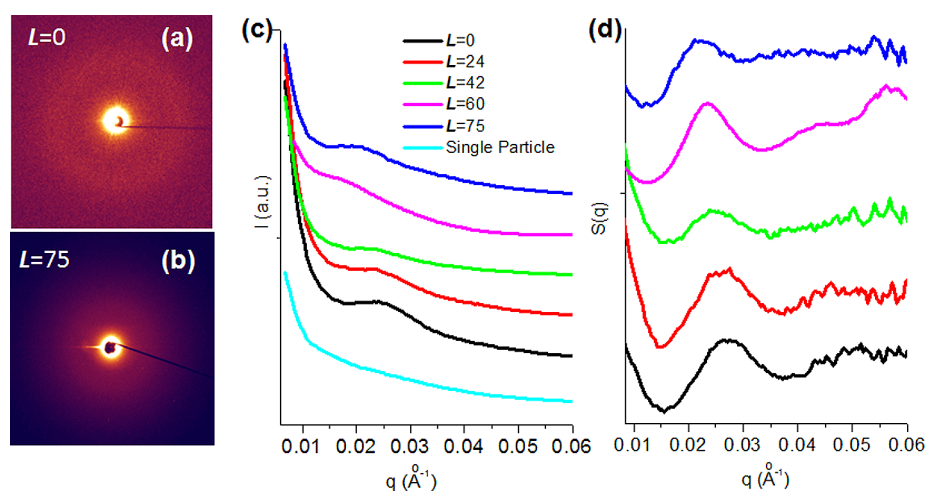 L=0 (a)
L=75 (b)
(c)
I (a.u.)
L=0
L=24
L=42
L=60
L=75
Single Particle
0.01 0.02 0.03 0.04 0.05 0.06
q (Å⁻¹)
(d)
S(q)
0.01 0.02 0.03 0.04 0.05 0.06
q (Å⁻¹)